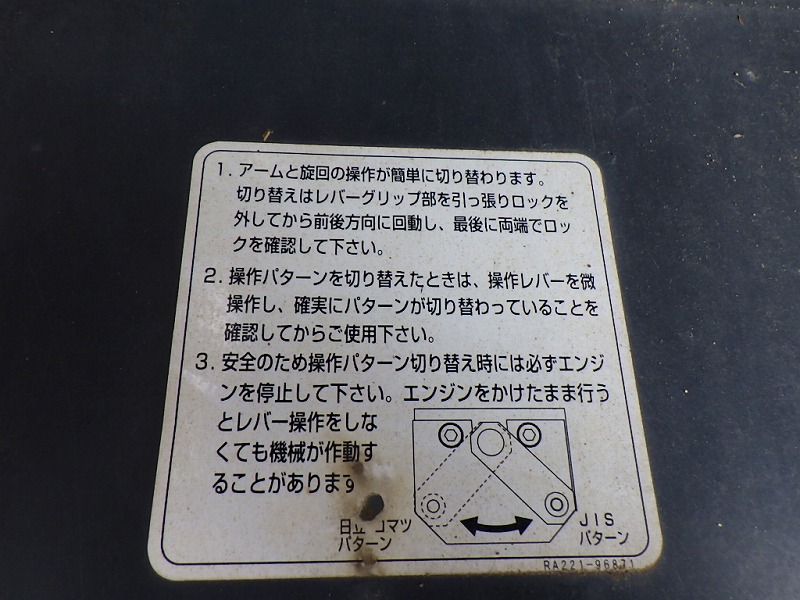 1. アームと旋回の操作が簡単に切り替わります。
切り替えはレバーグリップ部を引っ張りロックを
外してから前後方向に回動し、最後に両端でロッ
クを確認して下さい。
2. 操作パターンを切り替えたときは、操作レバーを微
操作し、確実にパターンが切り替わっていることを
確認してからご使用下さい。
3. 安全のため操作パターン切り替え時には必ずエンジ
ンを停止して下さい。エンジンをかけたまま行う
とレバー操作をしな
くても機械が作動す
ることがあります
日立 コマツ
パターン
JIS
パターン
RA221-96871